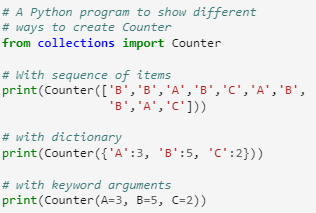 # A Python program to show different
# ways to create Counter
from collections import Counter
# With sequence of items
print(Counter(['B','B','A','B','C','A','B',
'B','A','C']))
# with dictionary
print(Counter({'A':3, 'B':5, 'C':2}))
# with keyword arguments
print(Counter(A=3, B=5, C=2))